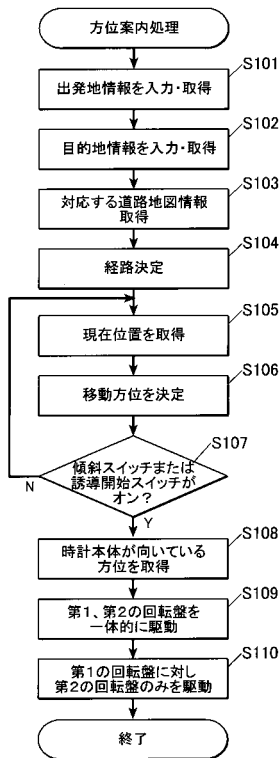 方位案内処理
S101
出発地情報を入力・取得
S102
目的地情報を入力・取得
S103
対応する道路地図情報
取得
S104
経路決定
S105
現在位置を取得
S106
移動方位を決定
S107
傾斜スイッチまたは
誘導開始スイッチが
オン?
N
Y
S108
時計本体が向いている
方位を取得
S109
第1、第2の回転盤を
一体的に駆動
S110
第1の回転盤に対し
第2の回転盤のみを駆動
終了